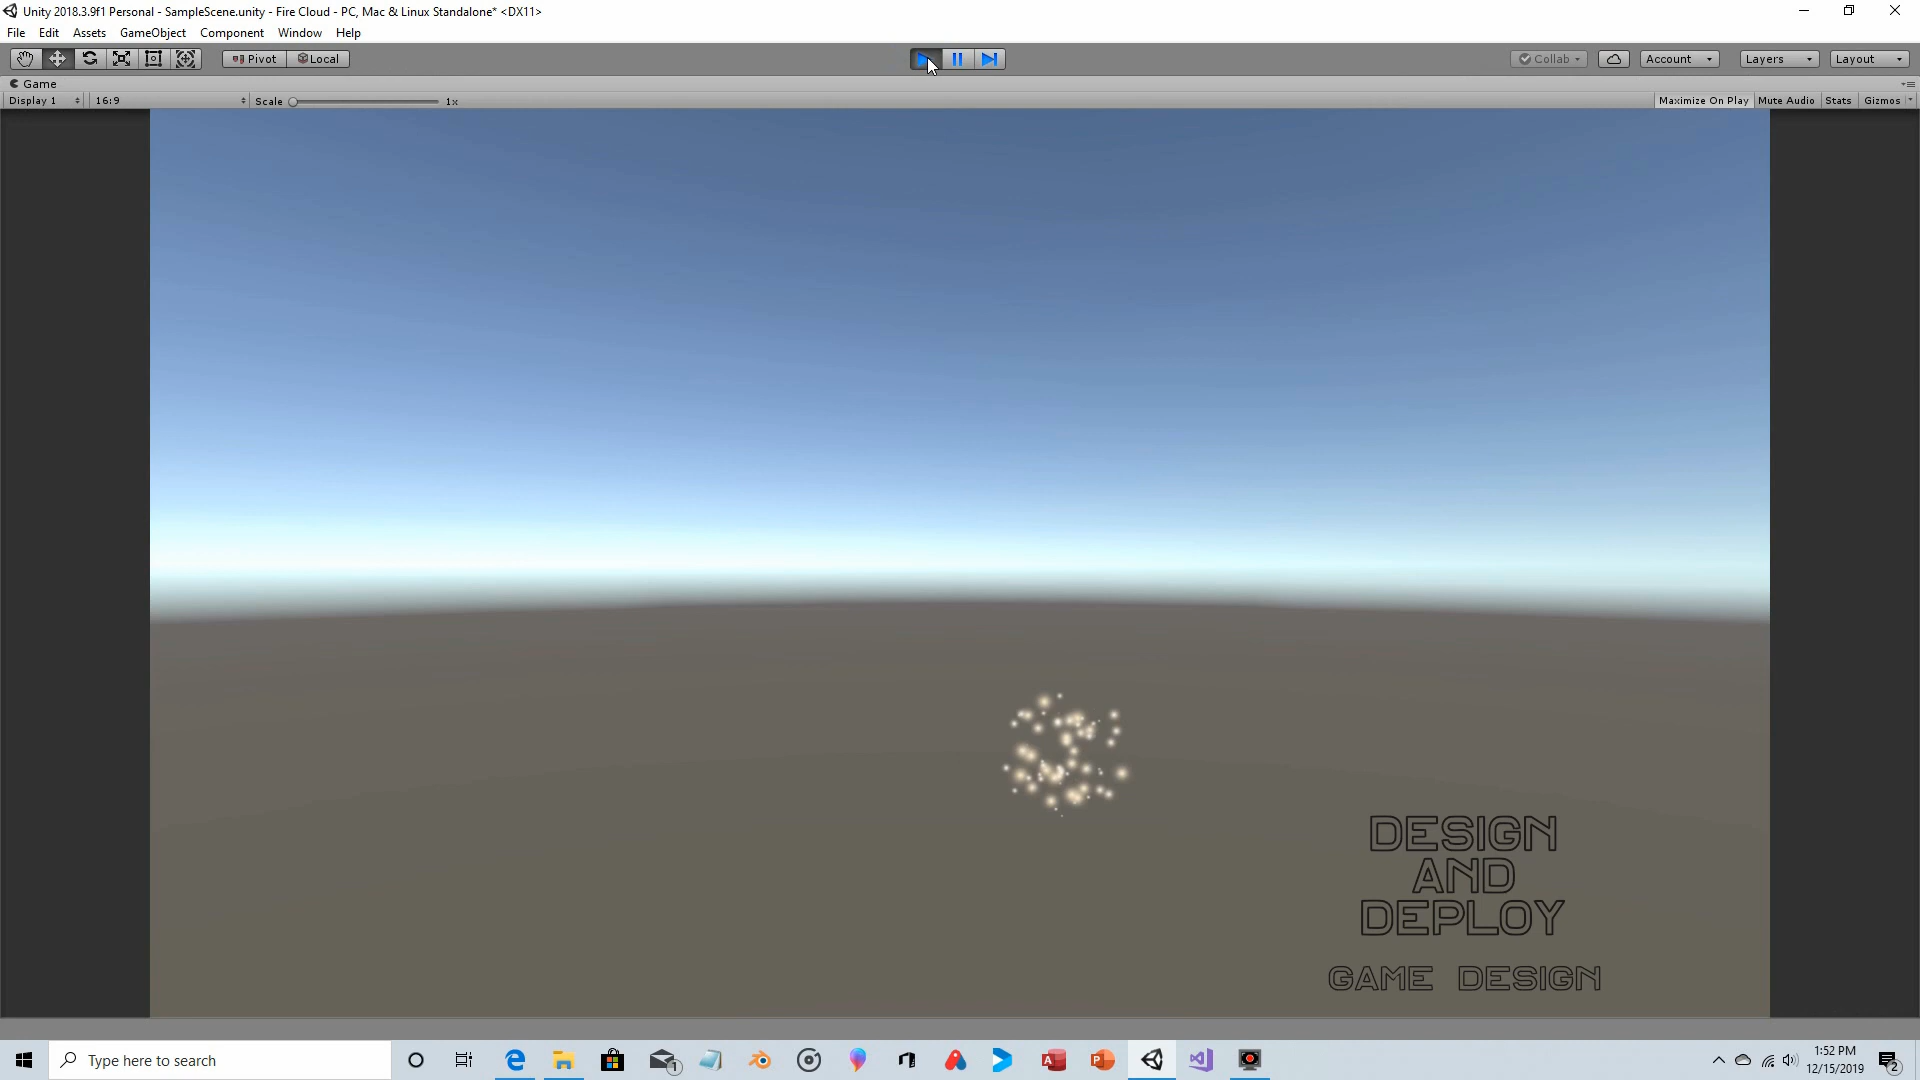 Unity 2018.3.9f1 Personal - SampleScene.unity - Fire Cloud - PC, Mac & Linux Standalone* <DX11>
File Edit Assets GameObject Component Window Help
Pivot Local Collab Account Layers Layout
Game
Display 1 16:9 Scale 1x Maximize On Play Mute Audio Stats Gizmos
DESIGN
AND
DEPLOY
GAME DESIGN
Type here to search
1
1:52 PM
12/15/2019
2